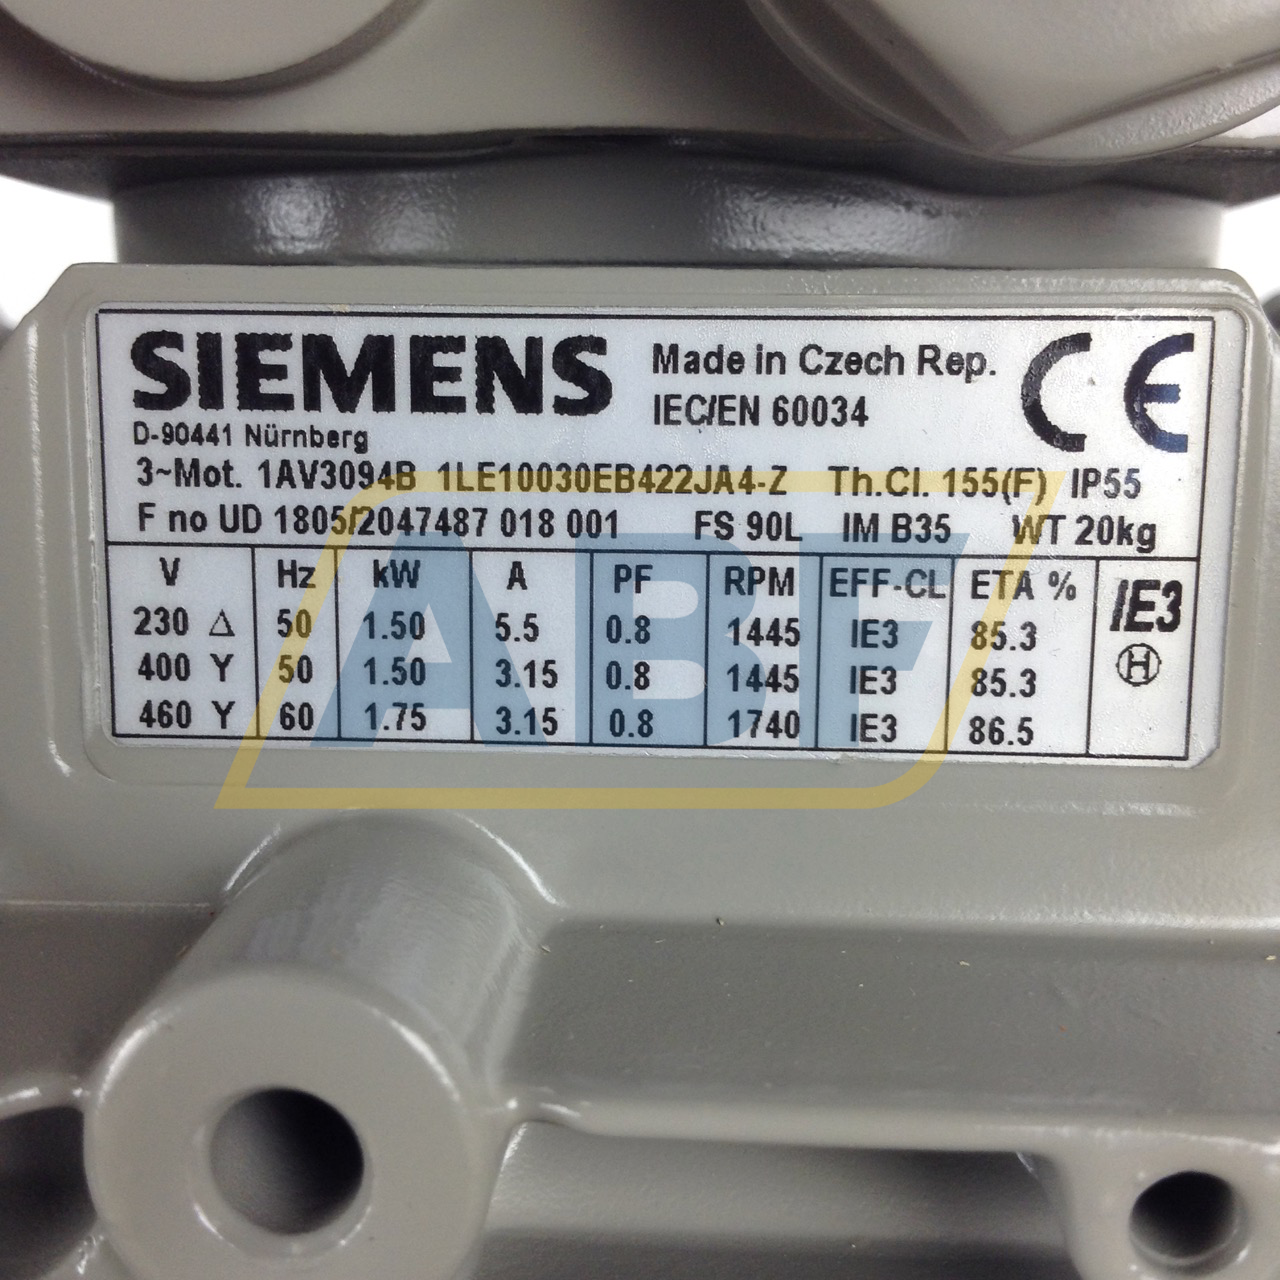 SIEMENS
Made in Czech Rep.
IEC/EN 60034
CE
D-90441 Nürnberg
3~Mot. 1AV3094B 1LE10030EB422JA4-Z Th.Cl. 155(F) IP55
F no UD 1805/2047487 018 001 FS 90L IM B35 WT 20kg
V Hz kW A PF RPM EFF-CL ETA %
230 Δ 50 1.50 5.5 0.8 1445 IE3 85.3
400 Y 50 1.50 3.15 0.8 1445 IE3 85.3
460 Y 60 1.75 3.15 0.8 1740 IE3 86.5
IE3
H
ABF